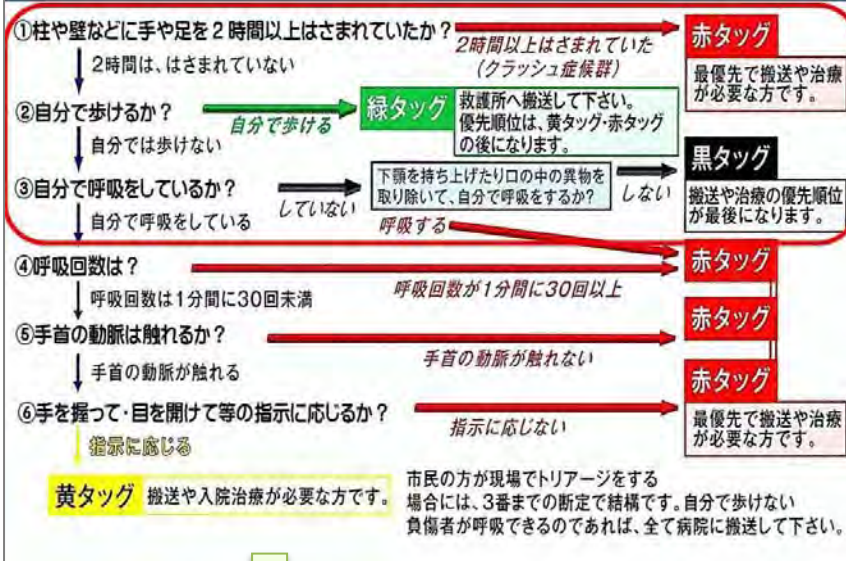 ①柱や壁などに手や足を2時間以上はさまれていたか?
2時間以上はさまれていた
(クラッシュ症候群)
赤タッグ
最優先で搬送や治療
が必要な方です。
2時間は、はさまれていない
②自分で歩けるか?
自分で歩ける
緑タッグ
救護所へ搬送して下さい。
優先順位は、黄タッグ・赤タッグ
の後になります。
自分では歩けない
③自分で呼吸をしているか?
していない
下顎を持ち上げたり口の中の異物を
取り除いて、自分で呼吸をするか?
しない
黒タッグ
搬送や治療の優先順位
が最後になります。
自分で呼吸をしている
呼吸する
赤タッグ
④呼吸回数は?
呼吸回数が1分間に30回以上
呼吸回数は1分間に30回未満
赤タッグ
⑤手首の動脈は触れるか?
手首の動脈が触れない
手首の動脈が触れる
赤タッグ
最優先で搬送や治療
が必要な方です。
⑥手を握って・目を開けて等の指示に応じるか?
指示に応じない
指示に応じる
黄タッグ
搬送や入院治療が必要な方です。
市民の方が現場でトリアージをする
場合には、3番までの断定で結構です。自分で歩けない
負傷者が呼吸できるのであれば、全て病院に搬送して下さい。